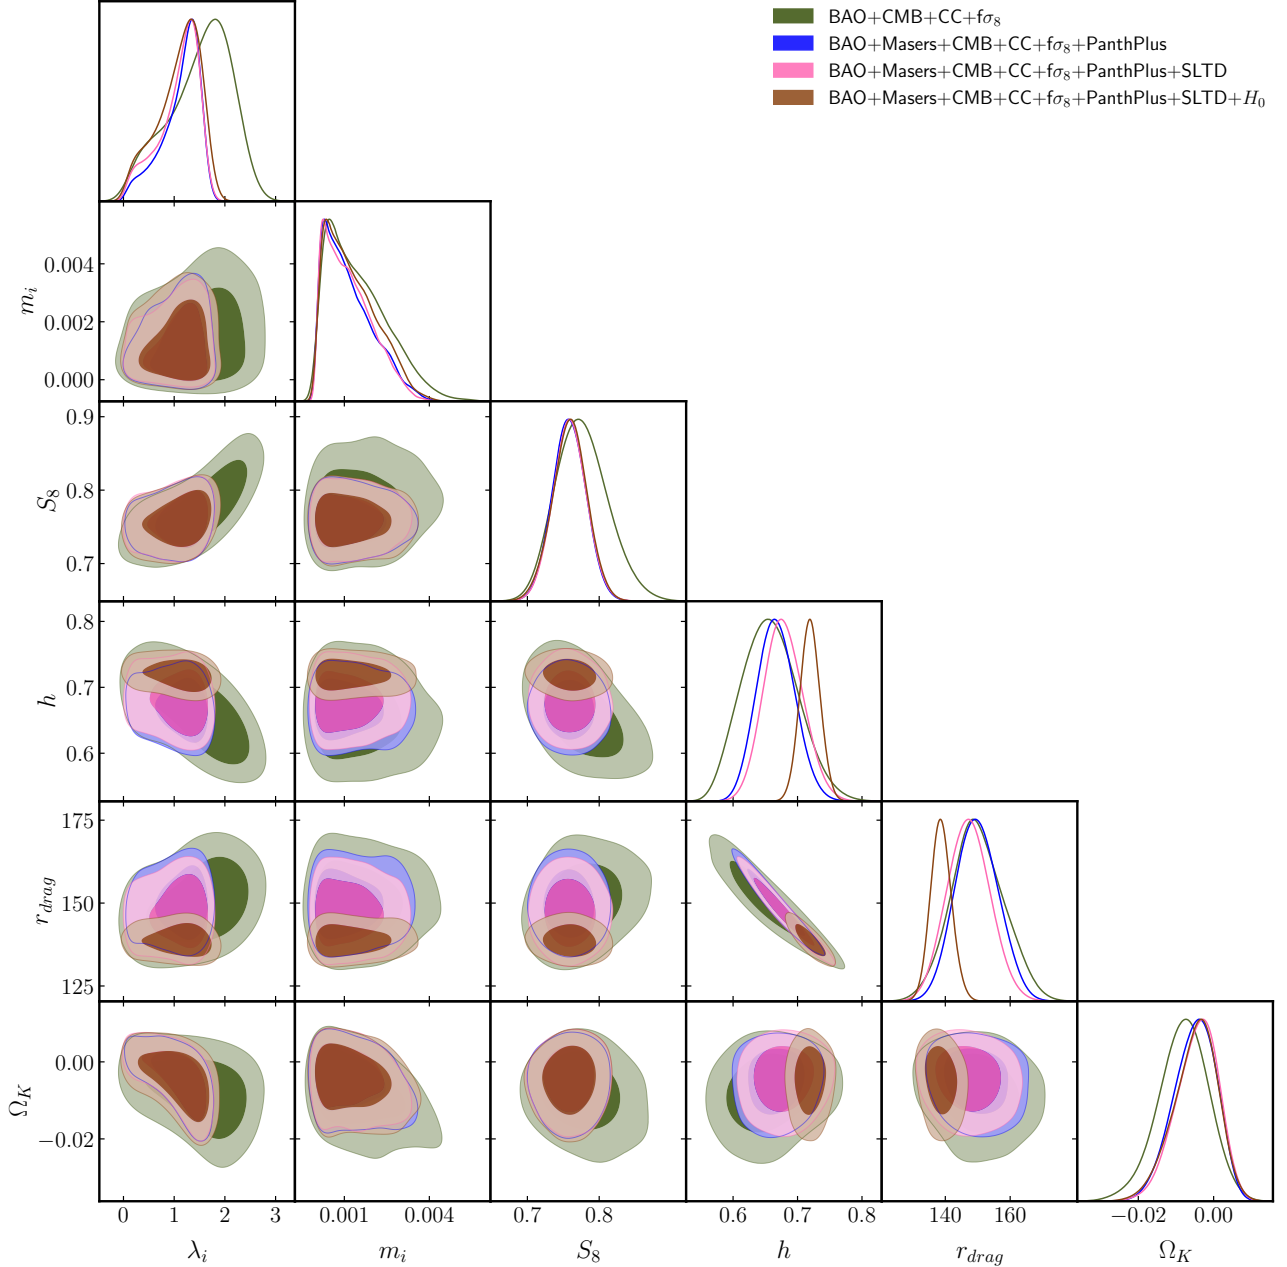 BAO+CMB+CC+fσ₈
BAO+Masers+CMB+CC+fσ₈+PanthPlus
BAO+Masers+CMB+CC+fσ₈+PanthPlus+SLTD
BAO+Masers+CMB+CC+fσ₈+PanthPlus+SLTD+H₀
0.004
0.002
0.000
mᵢ
0.9
0.8
0.7
S₈
0.8
0.7
0.6
h
175
150
125
r_drag
0.00
−0.02
Ω_K
0 1 2 3 0.001 0.004 0.7 0.8 0.6 0.7 0.8 140 160 −0.02 0.00
λᵢ mᵢ S₈ h r_drag Ω_K